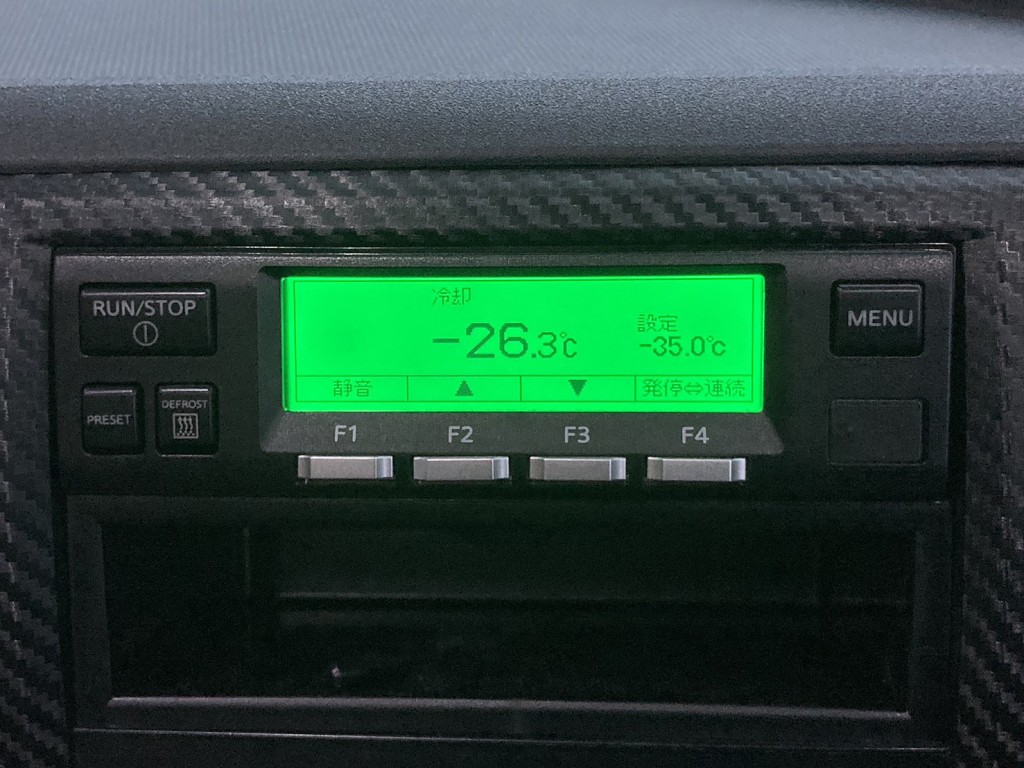 RUN/STOP
PRESET
DEFROST
冷却
-26.3℃
設定
-35.0℃
静音
▲
▼
発停⇔連続
F1
F2
F3
F4
MENU